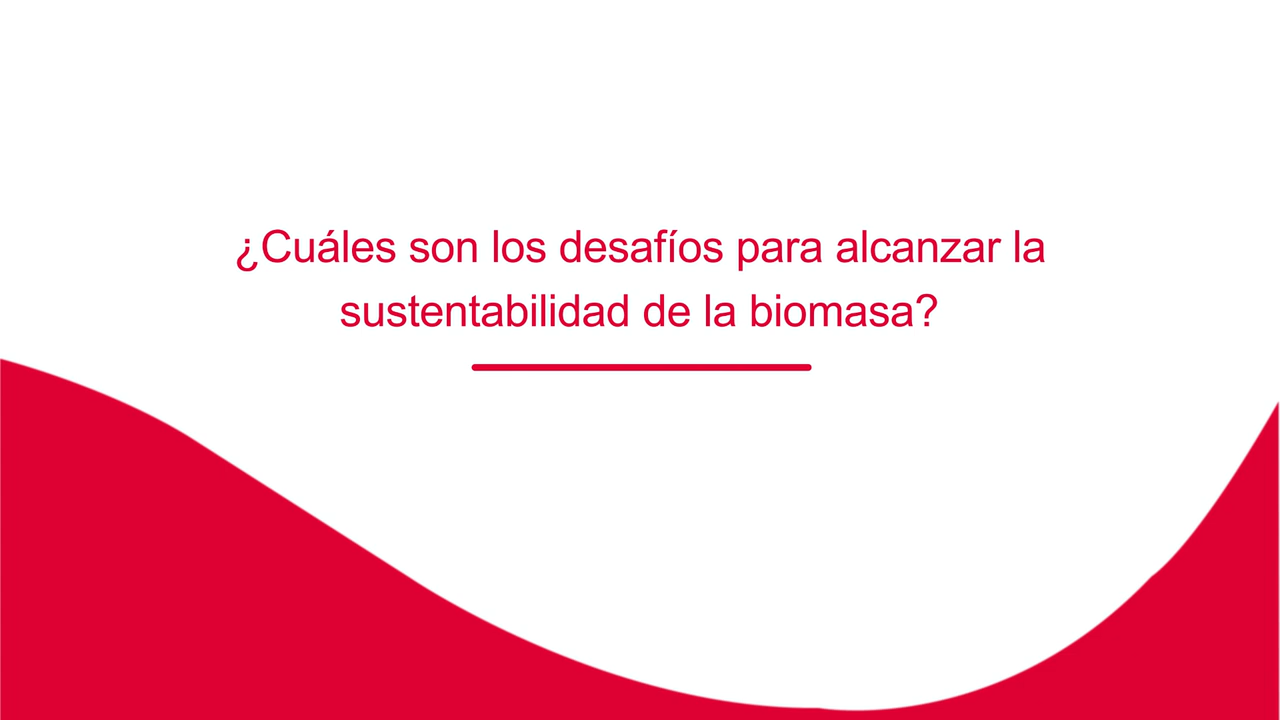 ¿Cuáles son los desafíos para alcanzar la
sustentabilidad de la biomasa?